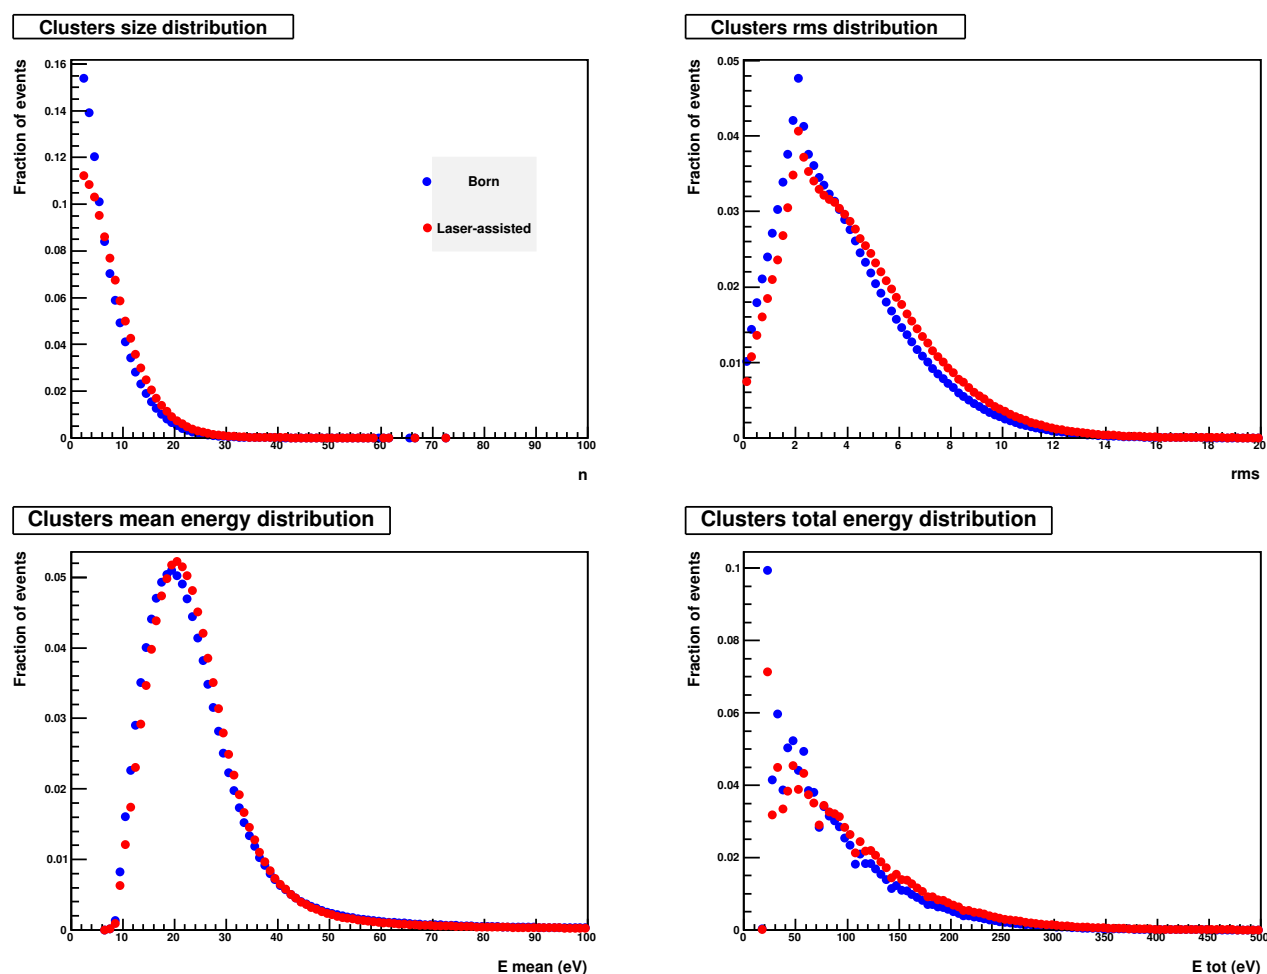 Clusters size distribution
Fraction of events
0.16
0.14
0.12
0.1
0.08
0.06
0.04
0.02
0
0 10 20 30 40 50 60 70 80 90 100
n
Born
Laser-assisted
Clusters rms distribution
Fraction of events
0.05
0.04
0.03
0.02
0.01
0
0 2 4 6 8 10 12 14 16 18 20
rms
Clusters mean energy distribution
Fraction of events
0.05
0.04
0.03
0.02
0.01
0
0 10 20 30 40 50 60 70 80 90 100
E mean (eV)
Clusters total energy distribution
Fraction of events
0.1
0.08
0.06
0.04
0.02
0
0 50 100 150 200 250 300 350 400 450 500
E tot (eV)